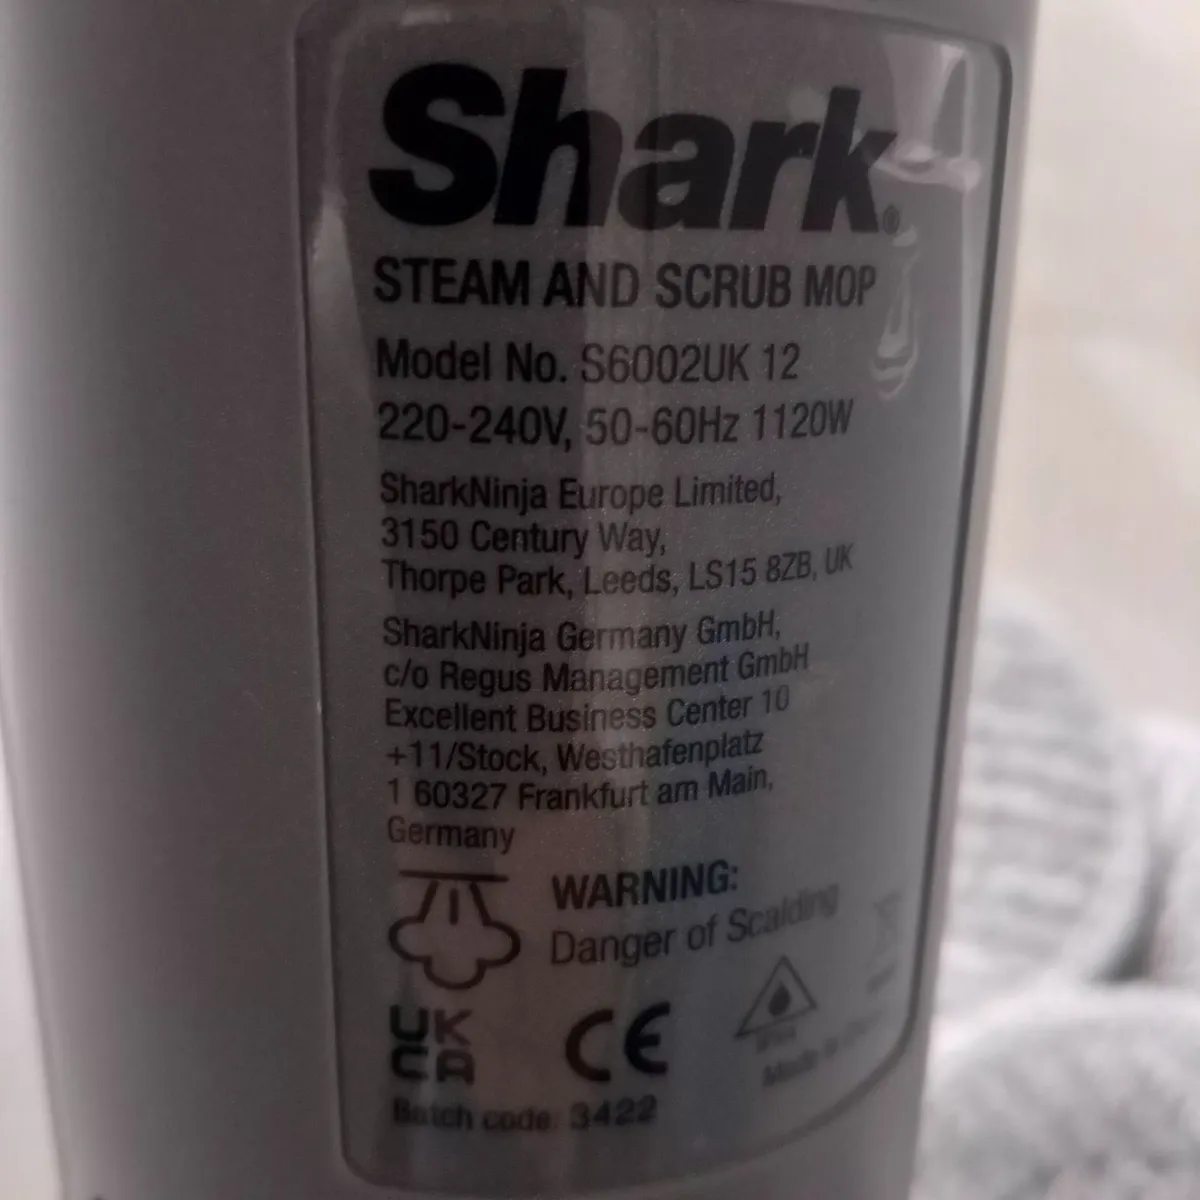 Shark®
STEAM AND SCRUB MOP
Model No. S6002UK 12
220-240V, 50-60Hz 1120W
SharkNinja Europe Limited,
3150 Century Way,
Thorpe Park, Leeds, LS15 8ZB, UK
SharkNinja Germany GmbH,
c/o Regus Management GmbH
Excellent Business Center 10
+11/Stock, Westhafenplatz
1 60327 Frankfurt am Main,
Germany
WARNING:
Danger of Scalding
UK
CA
CE
Made in
Batch code: 3422